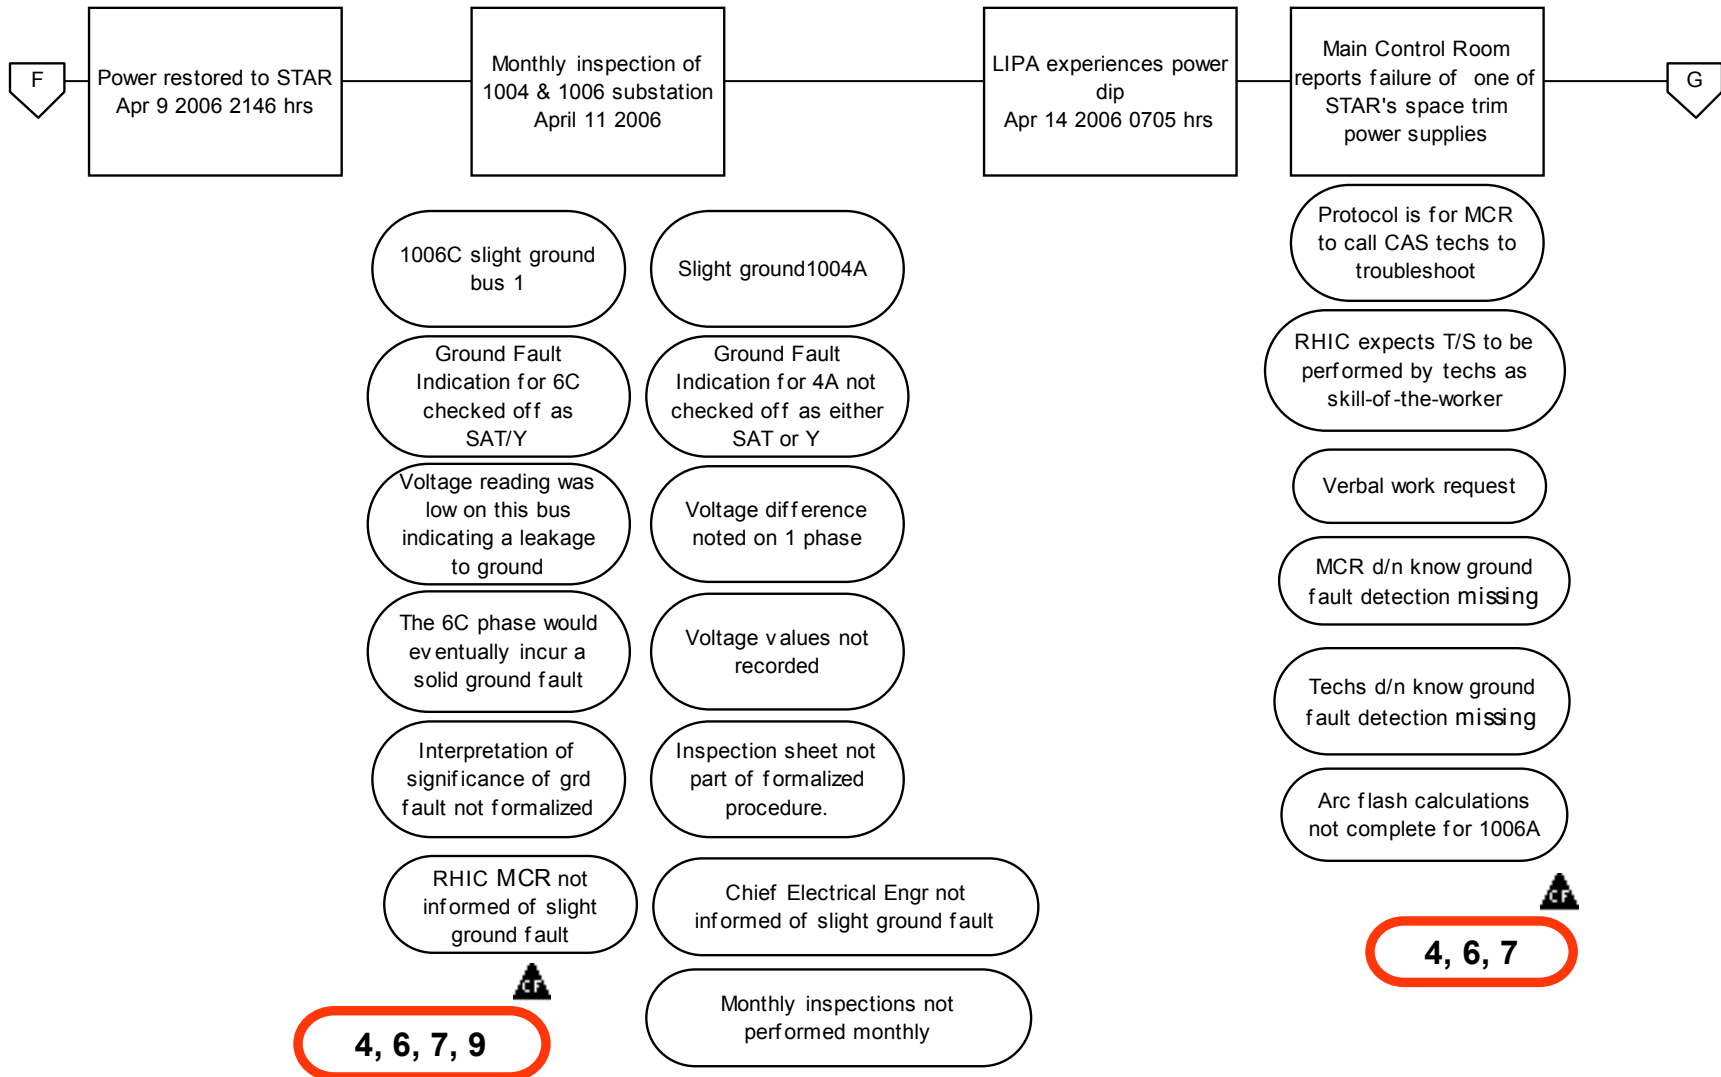 F
Power restored to STAR
Apr 9 2006 2146 hrs
Monthly inspection of
1004 & 1006 substation
April 11 2006
LIPA experiences power
dip
Apr 14 2006 0705 hrs
Main Control Room
reports failure of one of
STAR's space trim
power supplies
G
1006C slight ground
bus 1
Ground Fault
Indication for 6C
checked off as
SAT/Y
Voltage reading was
low on this bus
indicating a leakage
to ground
The 6C phase would
eventually incur a
solid ground fault
Interpretation of
significance of grd
fault not formalized
RHIC MCR not
informed of slight
ground fault
CF
4, 6, 7, 9
Slight ground1004A
Ground Fault
Indication for 4A not
checked off as either
SAT or Y
Voltage difference
noted on 1 phase
Voltage values not
recorded
Inspection sheet not
part of formalized
procedure.
Chief Electrical Engr not
informed of slight ground fault
Monthly inspections not
performed monthly
Protocol is for MCR
to call CAS techs to
troubleshoot
RHIC expects T/S to be
performed by techs as
skill-of-the-worker
Verbal work request
MCR d/n know ground
fault detection missing
Techs d/n know ground
fault detection missing
Arc flash calculations
not complete for 1006A
CF
4, 6, 7